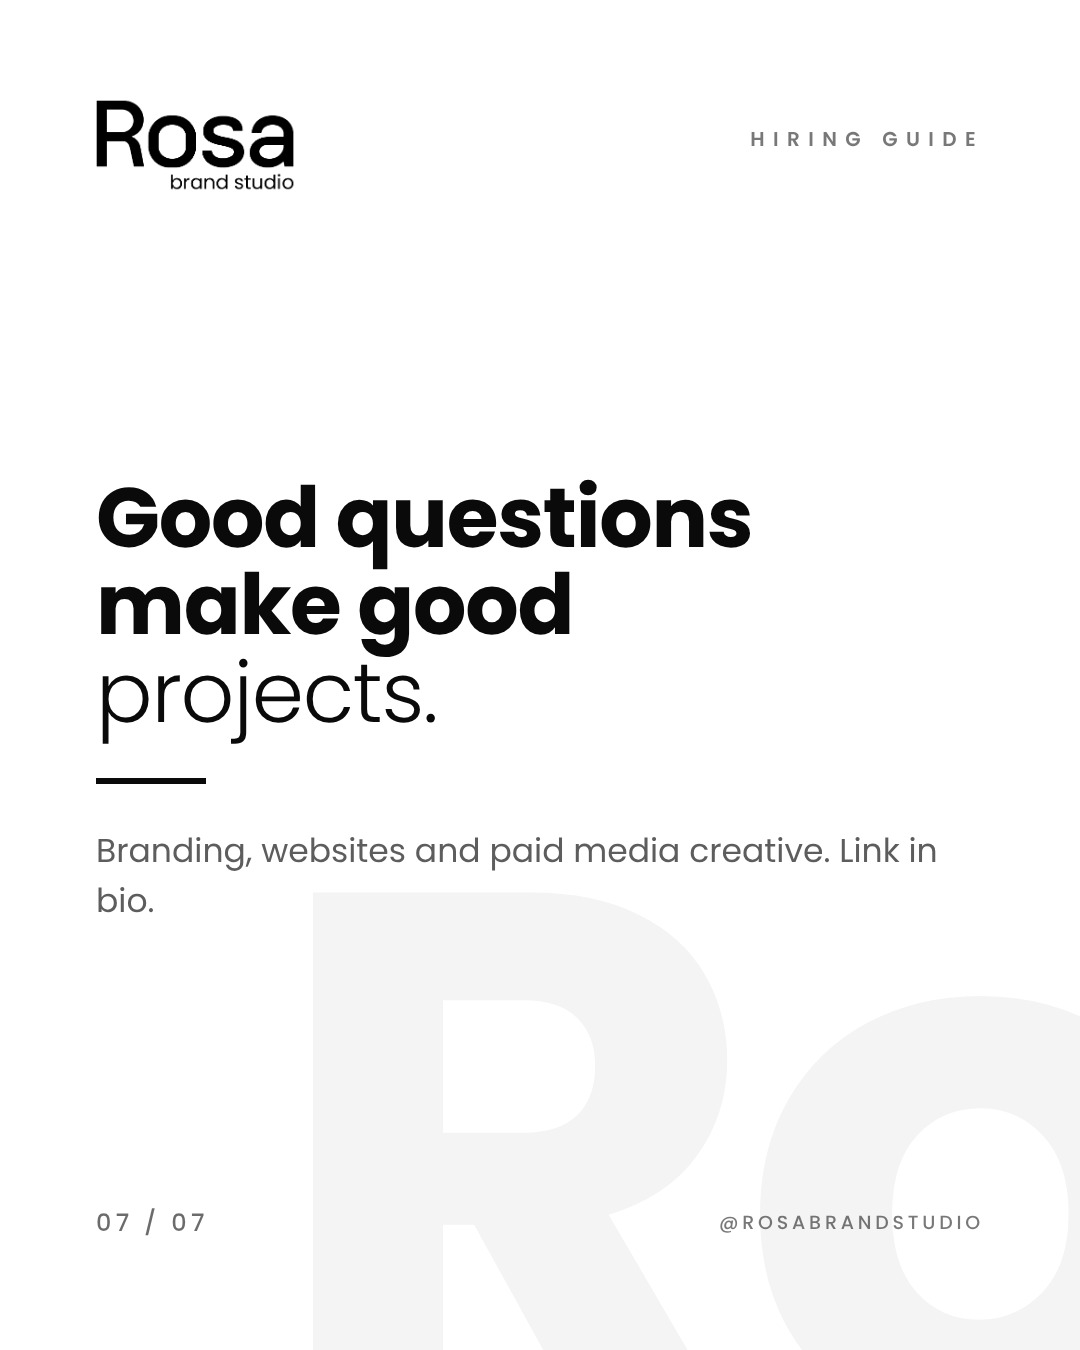 Rosa
brand studio
HIRING GUIDE
Good questions
make good
projects.
Branding, websites and paid media creative. Link in
bio.
Ro
07 / 07
@ROSABRANDSTUDIO